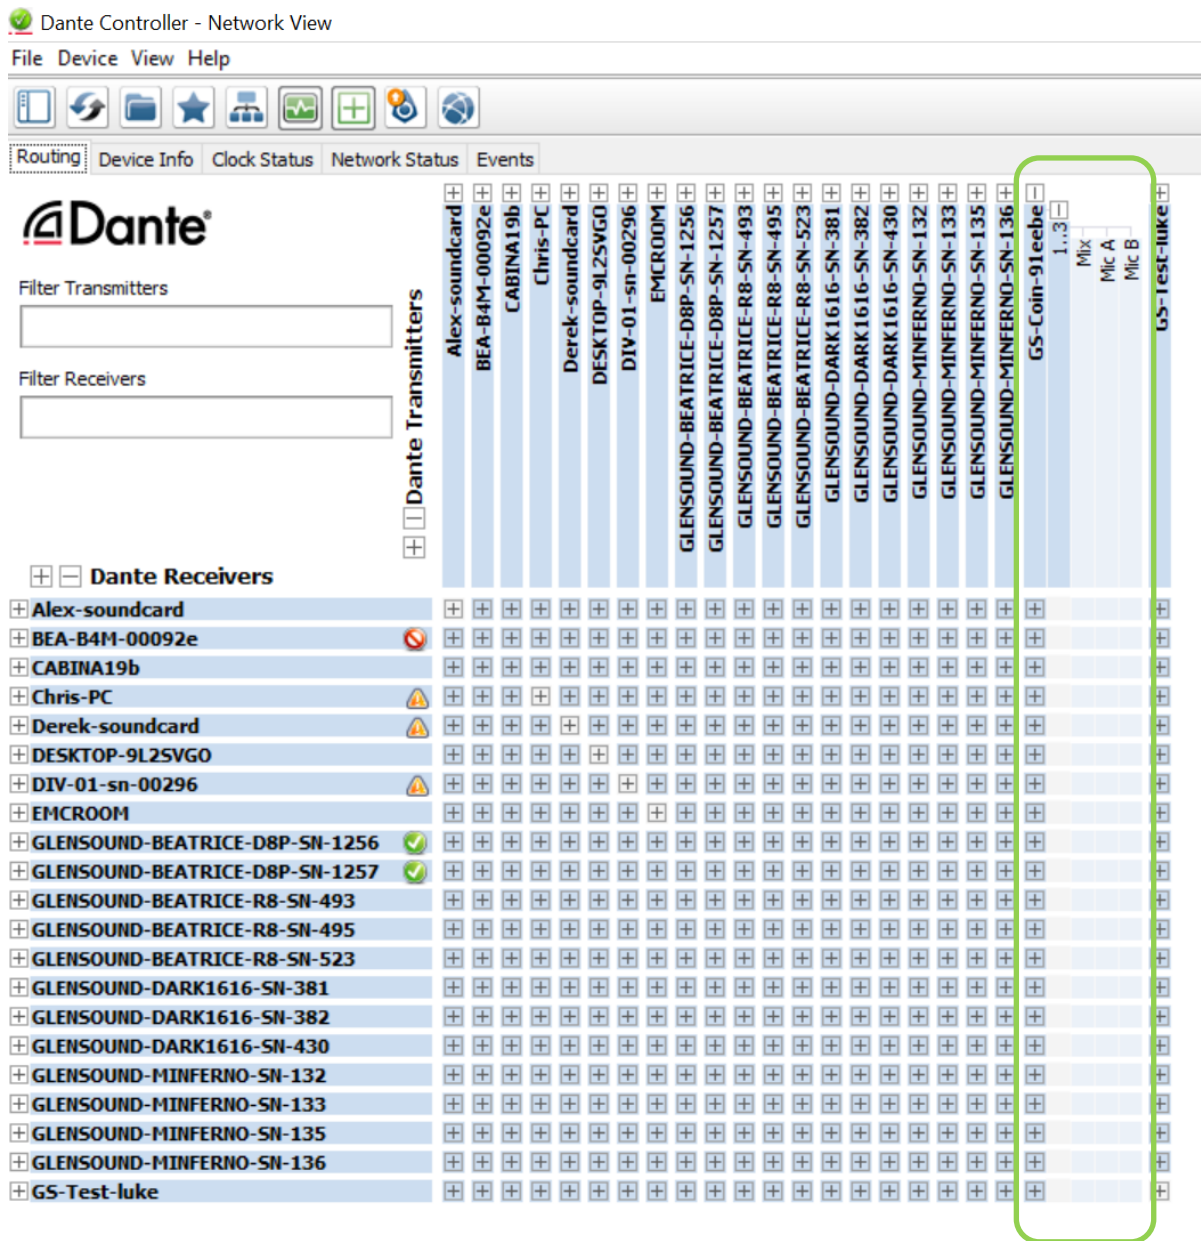 Dante Controller - Network View
File Device View Help
Routing Device Info Clock Status Network Status Events
Dante®
Filter Transmitters
Filter Receivers
Dante Transmitters
Alex-soundcard
BEA-B4M-00092e
CABINA19b
Chris-PC
Derek-soundcard
DESKTOP-9L2SVGO
DIV-01-sn-00296
EMCROOM
GLENSOUND-BEATRICE-D8P-SN-1256
GLENSOUND-BEATRICE-D8P-SN-1257
GLENSOUND-BEATRICE-R8-SN-493
GLENSOUND-BEATRICE-R8-SN-495
GLENSOUND-BEATRICE-R8-SN-523
GLENSOUND-DARK1616-SN-381
GLENSOUND-DARK1616-SN-382
GLENSOUND-DARK1616-SN-430
GLENSOUND-MINFERNO-SN-132
GLENSOUND-MINFERNO-SN-133
GLENSOUND-MINFERNO-SN-135
GLENSOUND-MINFERNO-SN-136
GS-Coin-91eebe
1..3
Mix
Mic A
Mic B
GS-Test-luke
Dante Receivers
Alex-soundcard
BEA-B4M-00092e
CABINA19b
Chris-PC
Derek-soundcard
DESKTOP-9L2SVGO
DIV-01-sn-00296
EMCROOM
GLENSOUND-BEATRICE-D8P-SN-1256
GLENSOUND-BEATRICE-D8P-SN-1257
GLENSOUND-BEATRICE-R8-SN-493
GLENSOUND-BEATRICE-R8-SN-495
GLENSOUND-BEATRICE-R8-SN-523
GLENSOUND-DARK1616-SN-381
GLENSOUND-DARK1616-SN-382
GLENSOUND-DARK1616-SN-430
GLENSOUND-MINFERNO-SN-132
GLENSOUND-MINFERNO-SN-133
GLENSOUND-MINFERNO-SN-135
GLENSOUND-MINFERNO-SN-136
GS-Test-luke